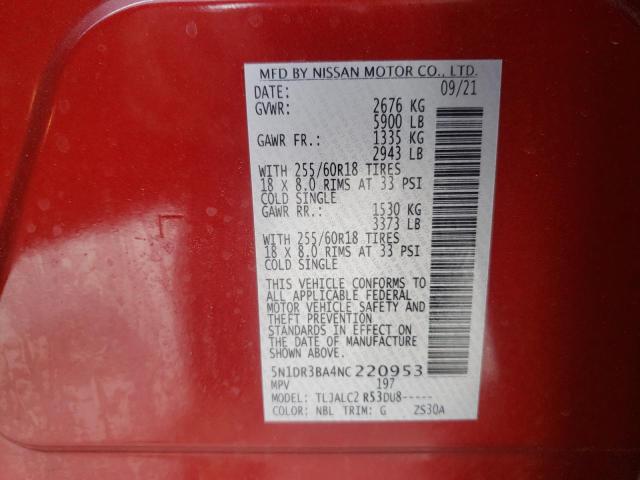 MFD BY NISSAN MOTOR CO., LTD.
DATE: 09/21
GVWR: 2676 KG
5900 LB
GAWR FR.: 1335 KG
2943 LB
WITH 255/60R18 TIRES
18 X 8.0 RIMS AT 33 PSI
COLD SINGLE
GAWR RR.: 1530 KG
3373 LB
WITH 255/60R18 TIRES
18 X 8.0 RIMS AT 33 PSI
COLD SINGLE
THIS VEHICLE CONFORMS TO
ALL APPLICABLE FEDERAL
MOTOR VEHICLE SAFETY AND
THEFT PREVENTION
STANDARDS IN EFFECT ON
THE DATE OF MANUFACTURE
SHOWN ABOVE.
5N1DR3BA4NC220953
MPV 197
MODEL: TLJALC2 R53DU8-----
COLOR: NBL TRIM: G ZS30A